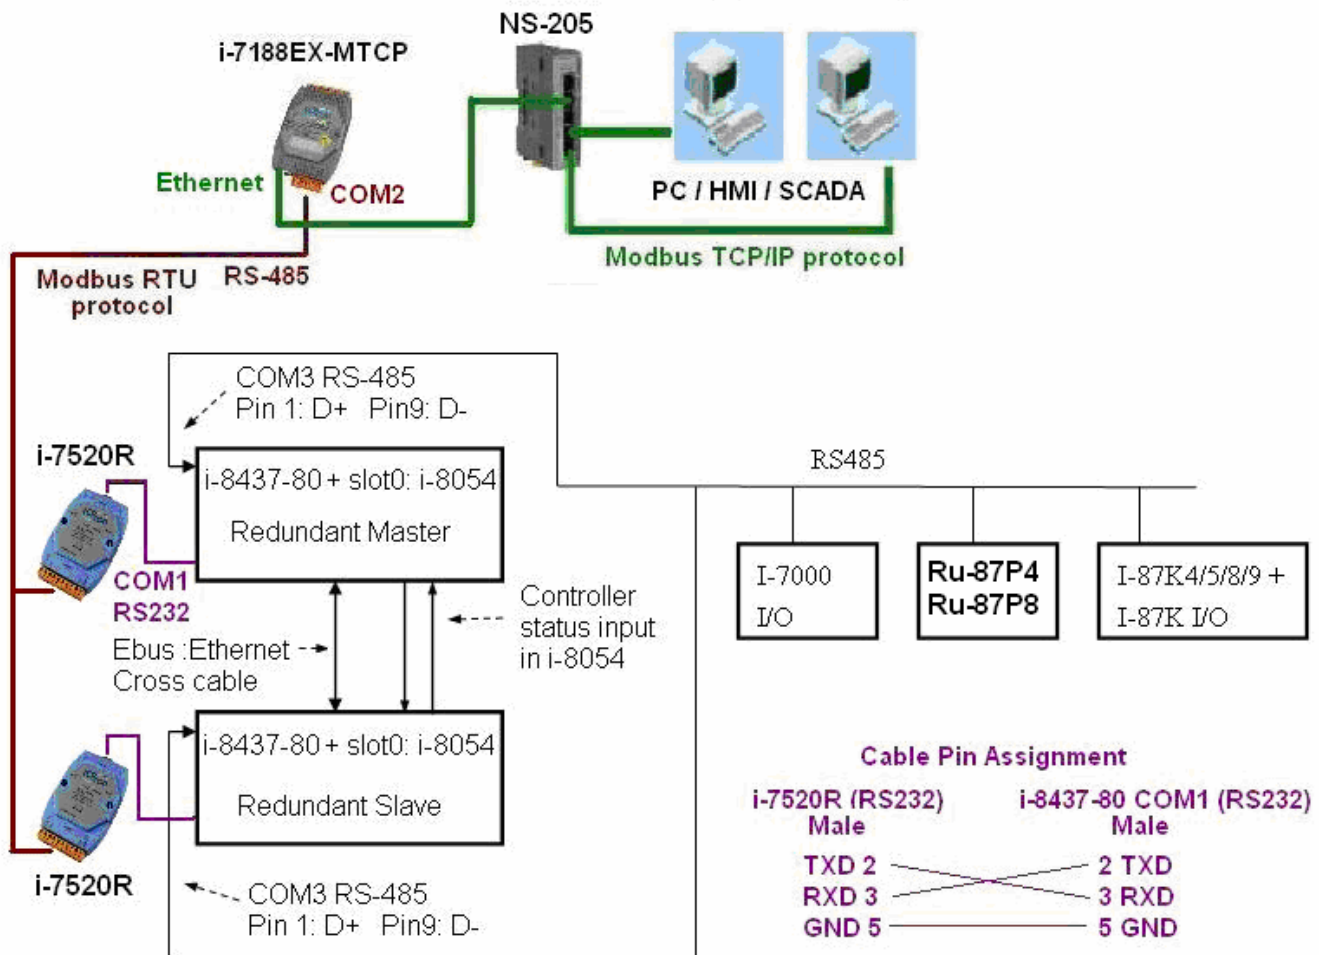 NS-205
i-7188EX-MTCP
Ethernet
COM2
PC / HMI / SCADA
Modbus TCP/IP protocol
Modbus RTU
protocol
RS-485
COM3 RS-485
Pin 1: D+ Pin9: D-
i-7520R
i-8437-80 + slot0: i-8054
Redundant Master
COM1
RS232
RS485
I-7000
I/O
Ru-87P4
Ru-87P8
I-87K4/5/8/9 +
I-87K I/O
Ebus :Ethernet
Cross cable
Controller
status input
in i-8054
i-8437-80 + slot0: i-8054
Redundant Slave
i-7520R
COM3 RS-485
Pin 1: D+ Pin9: D-
Cable Pin Assignment
i-7520R (RS232)
Male
i-8437-80 COM1 (RS232)
Male
TXD 2
2 TXD
RXD 3
3 RXD
GND 5
5 GND